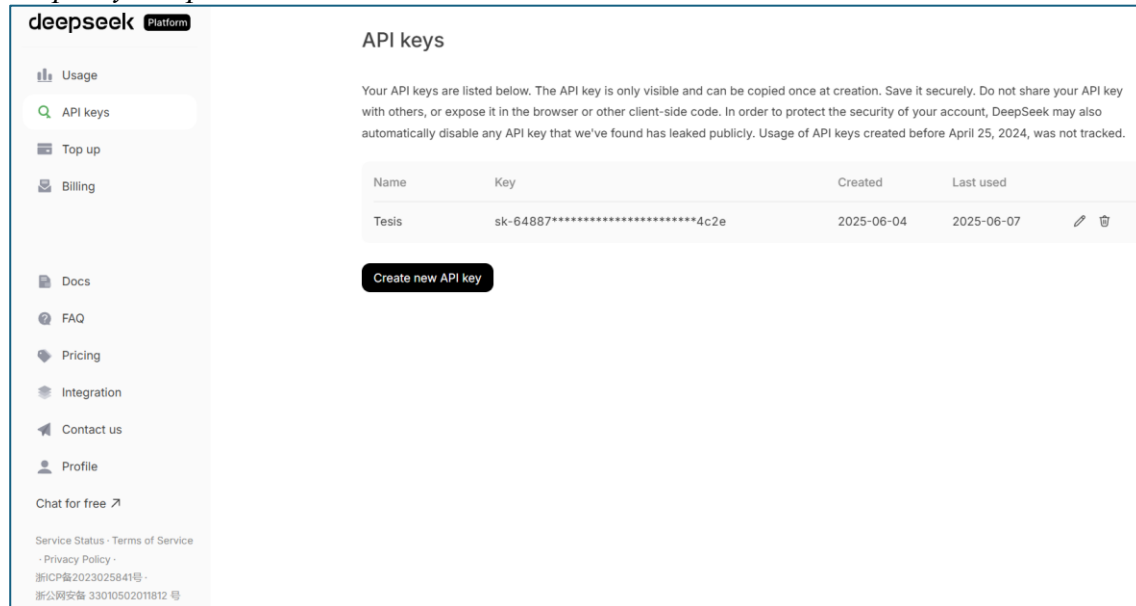 deepseek Platform
Usage
API keys
Top up
Billing
Docs
FAQ
Pricing
Integration
Contact us
Profile
Chat for free ↗
Service Status · Terms of Service
· Privacy Policy ·
浙ICP备2023025841号 ·
浙公网安备 33010502011812 号
API keys
Your API keys are listed below. The API key is only visible and can be copied once at creation. Save it securely. Do not share your API key
with others, or expose it in the browser or other client-side code. In order to protect the security of your account, DeepSeek may also
automatically disable any API key that we've found has leaked publicly. Usage of API keys created before April 25, 2024, was not tracked.
Name Key Created Last used
Tesis sk-64887***********************4c2e 2025-06-04 2025-06-07
Create new API key